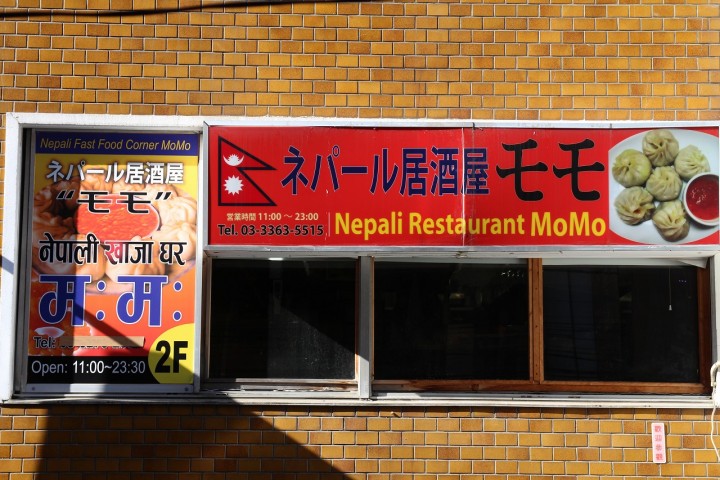 Nepali Fast Food Corner MoMo
ネパール居酒屋
“モモ”
नेपाली खाजा घर
म: म:
Tel:
2F
Open: 11:00~23:30
ネパール居酒屋 モモ
営業時間 11:00 ～ 23:00
Tel. 03-3363-5515
Nepali Restaurant MoMo